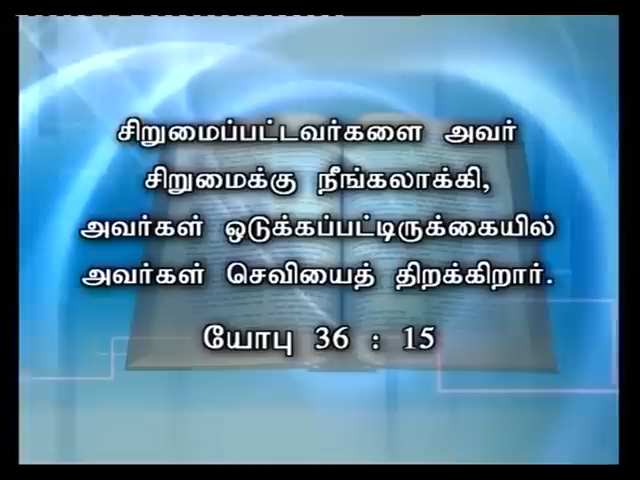 சிறுமைப்பட்டவர்களை அவர்
சிறுமைக்கு நீங்கலாக்கி,
அவர்கள் ஒடுக்கப்பட்டிருக்கையில்
அவர்கள் செவியைத் திறக்கிறார்.
யோபு 36 : 15